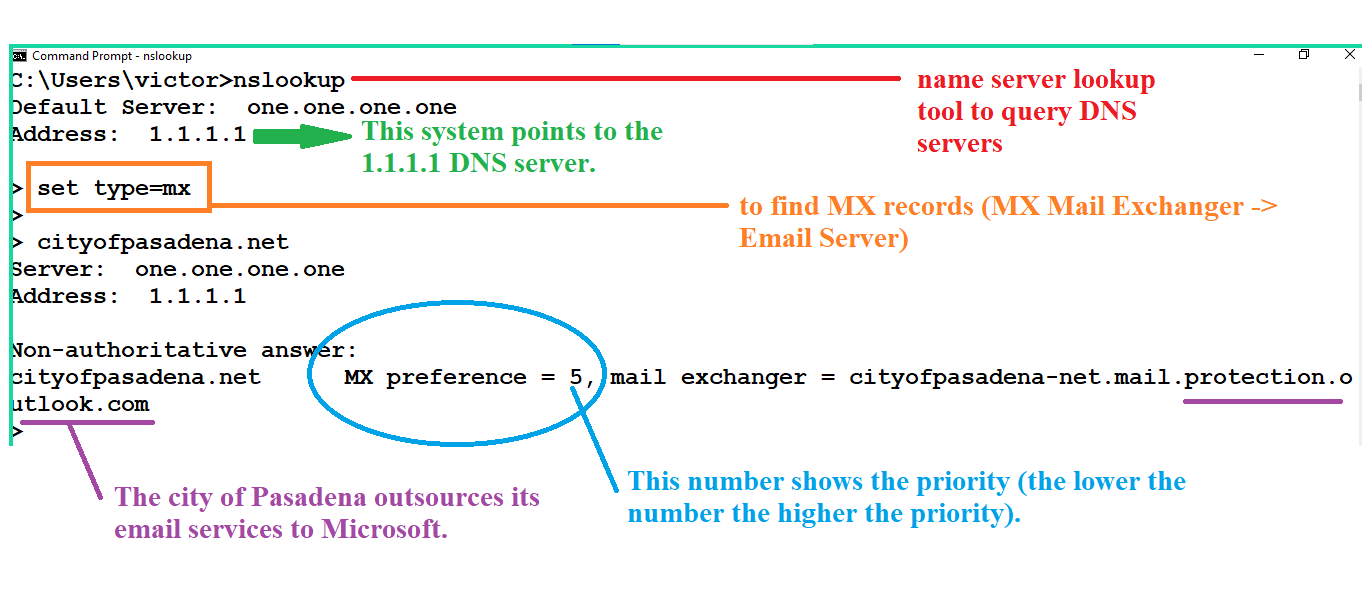 Command Prompt - nslookup
C:\Users\victor>nslookup
name server lookup
tool to query DNS
servers
Default Server:  one.one.one.one
Address:  1.1.1.1
This system points to the
1.1.1.1 DNS server.
> set type=mx
>
to find MX records (MX Mail Exchanger ->
Email Server)
> cityofpasadena.net
Server:  one.one.one.one
Address:  1.1.1.1
Non-authoritative answer:
cityofpasadena.net      MX preference = 5, mail exchanger = cityofpasadena-net.mail.protection.o
utlook.com
>
This number shows the priority (the lower the
number the higher the priority).
The city of Pasadena outsources its
email services to Microsoft.